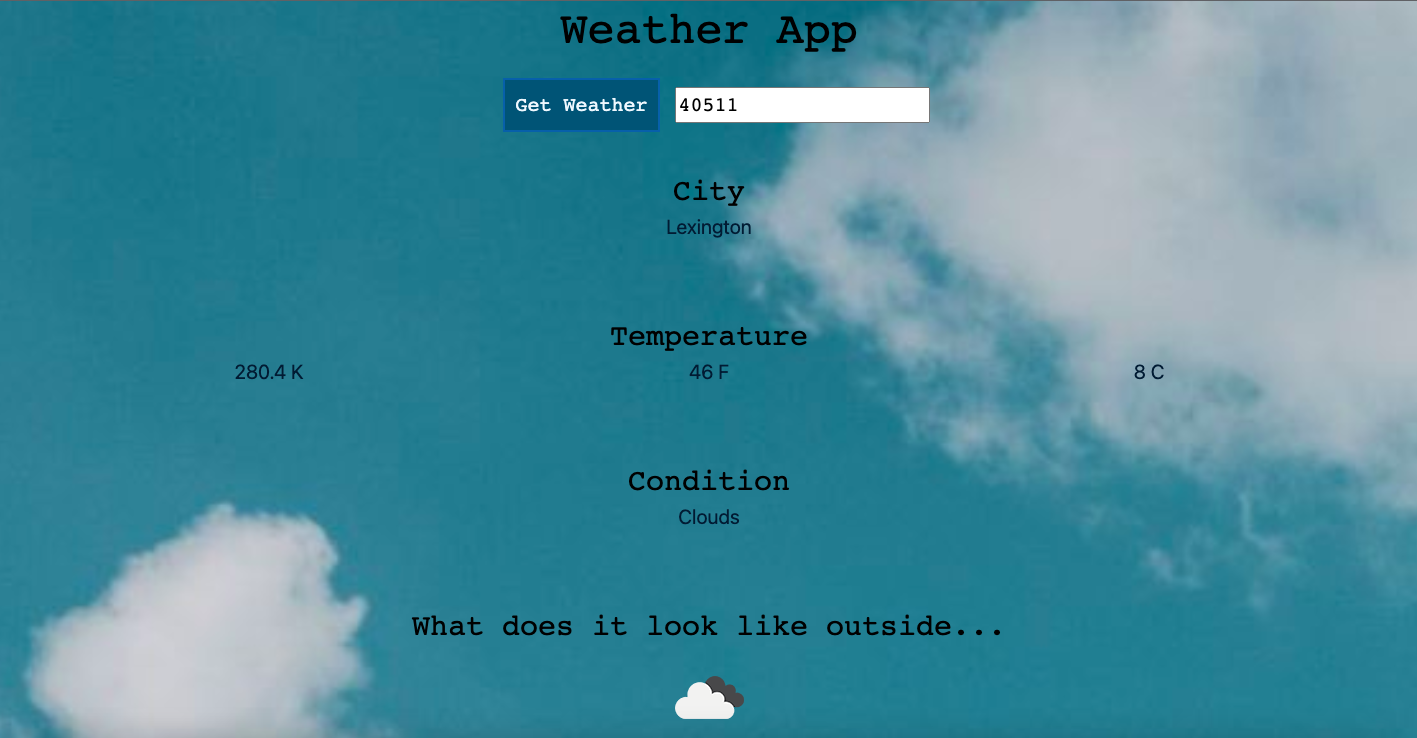 Weather App
Get Weather 40511
City
Lexington
Temperature
280.4 K 46 F 8 C
Condition
Clouds
What does it look like outside...